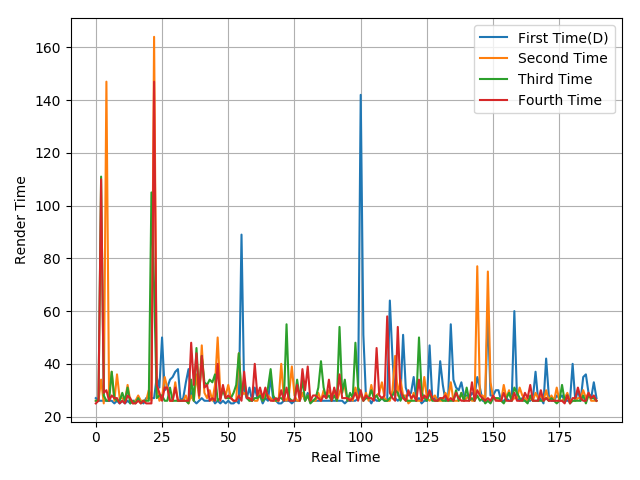 First Time(D)
Second Time
Third Time
Fourth Time
160
140
120
100
80
60
40
20
Render Time
0 25 50 75 100 125 150 175
Real Time